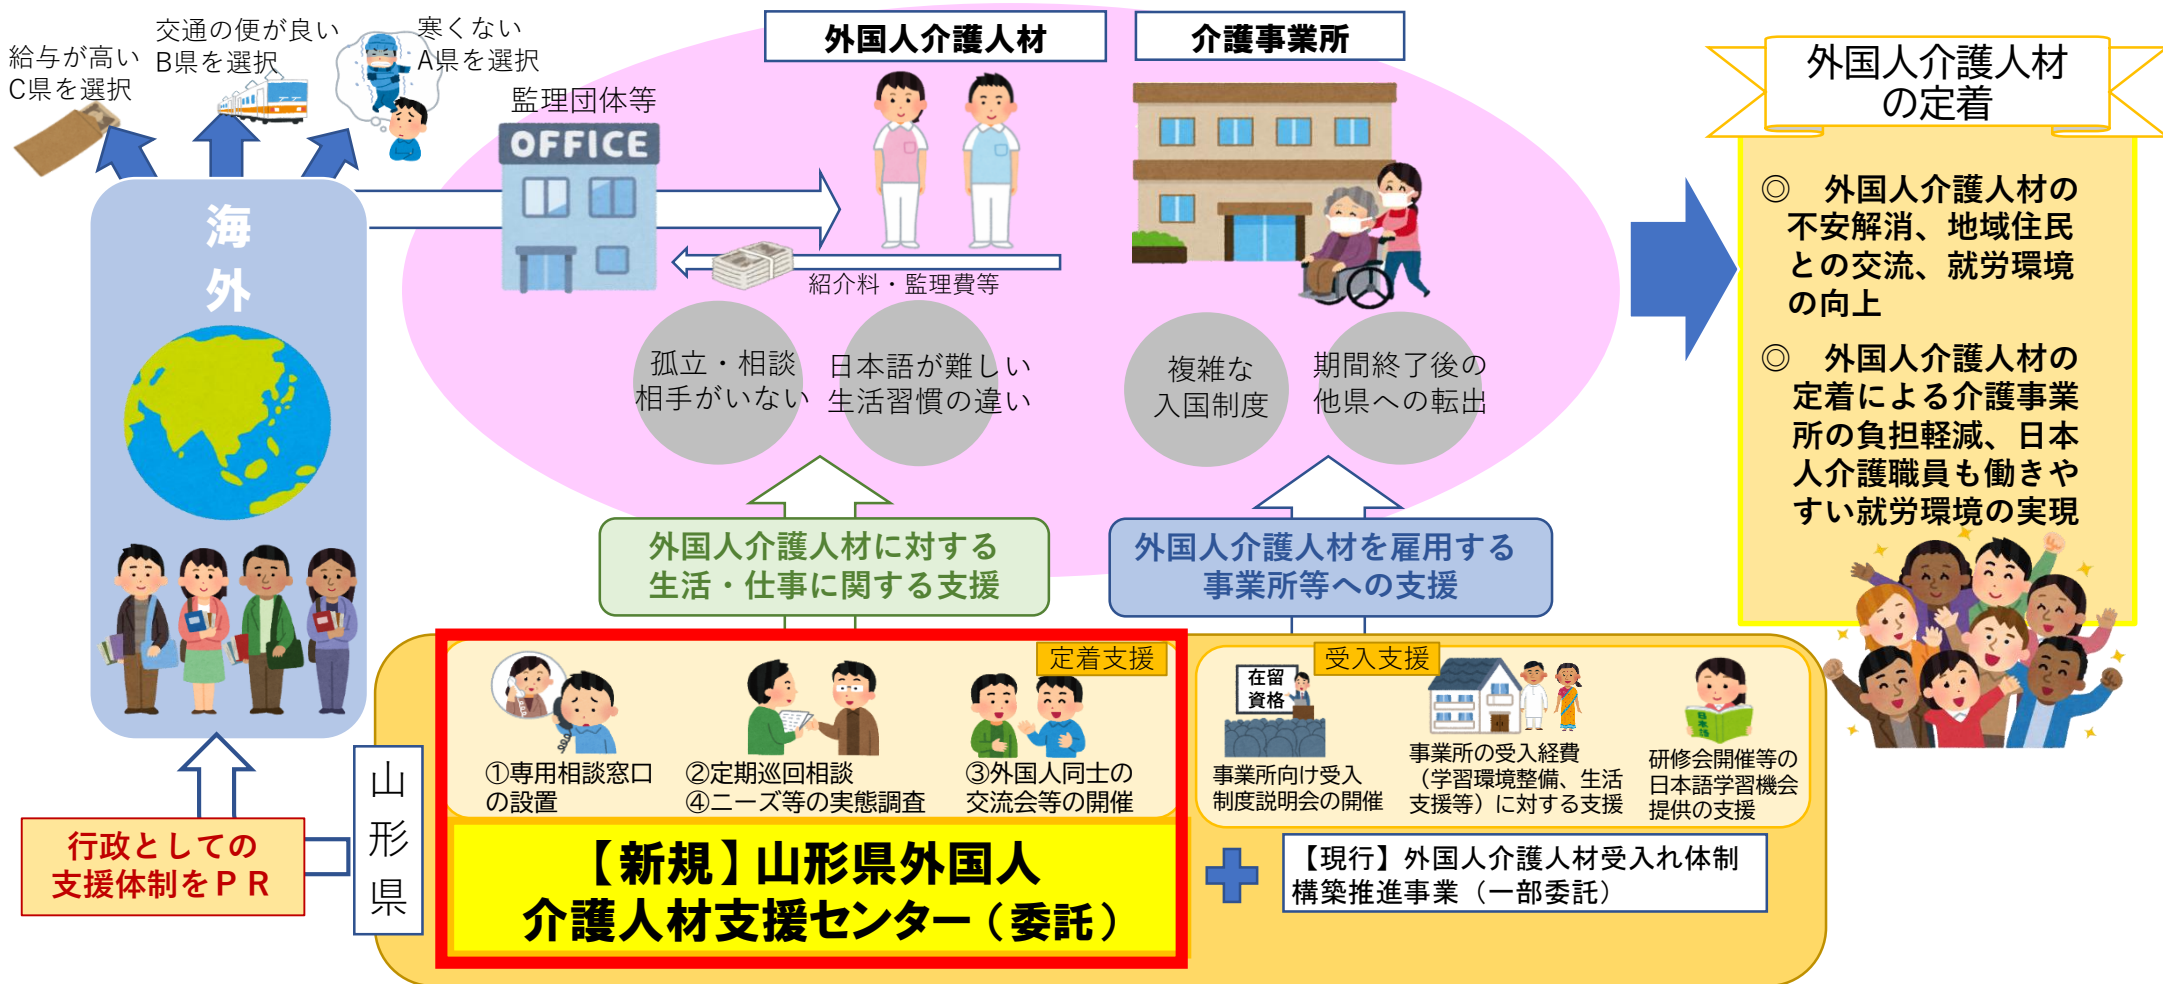 給与が高い
C県を選択
交通の便が良い
B県を選択
寒くない
A県を選択
海
外
監理団体等
OFFICE
外国人介護人材
介護事業所
紹介料・監理費等
孤立・相談
相手がいない
日本語が難しい
生活習慣の違い
複雑な
入国制度
期間終了後の
他県への転出
外国人介護人材に対する
生活・仕事に関する支援
外国人介護人材を雇用する
事業所等への支援
外国人介護人材
の定着
◎　外国人介護人材の
不安解消、地域住民
との交流、就労環境
の向上
◎　外国人介護人材の
定着による介護事業
所の負担軽減、日本
人介護職員も働きや
すい就労環境の実現
行政としての
支援体制をＰＲ
山
形
県
定着支援
①専用相談窓口
の設置
②定期巡回相談
④ニーズ等の実態調査
③外国人同士の
交流会等の開催
【新規】山形県外国人
介護人材支援センター（委託）
受入支援
在留
資格
事業所向け受入
制度説明会の開催
事業所の受入経費
（学習環境整備、生活
支援等）に対する支援
日本語
研修会開催等の
日本語学習機会
提供の支援
【現行】外国人介護人材受入れ体制
構築推進事業（一部委託）